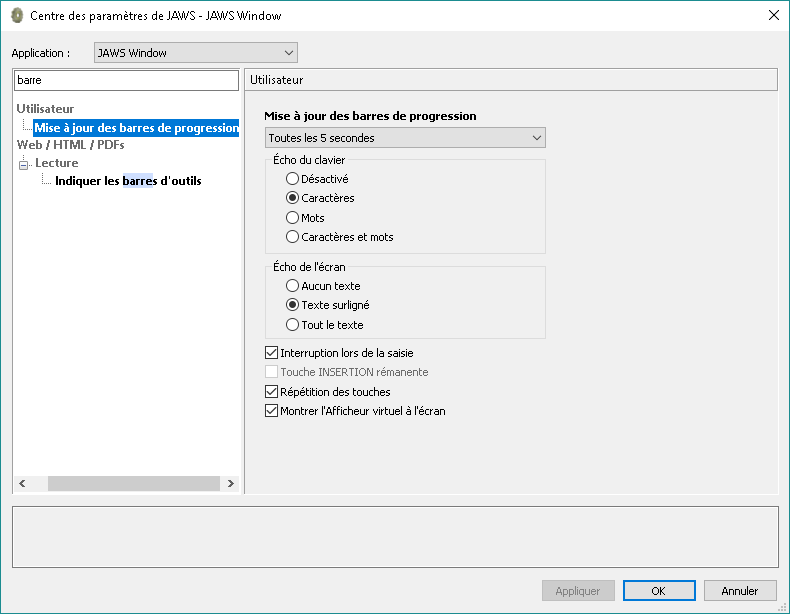 Centre des paramètres de JAWS - JAWS Window
Application :
JAWS Window
barre
Utilisateur
Mise à jour des barres de progression
Web / HTML / PDFs
Lecture
Indiquer les barres d'outils
Utilisateur
Mise à jour des barres de progression
Toutes les 5 secondes
Écho du clavier
Désactivé
Caractères
Mots
Caractères et mots
Écho de l'écran
Aucun texte
Texte surligné
Tout le texte
Interruption lors de la saisie
Touche INSERTION rémanente
Répétition des touches
Montrer l'Afficheur virtuel à l'écran
Appliquer
OK
Annuler